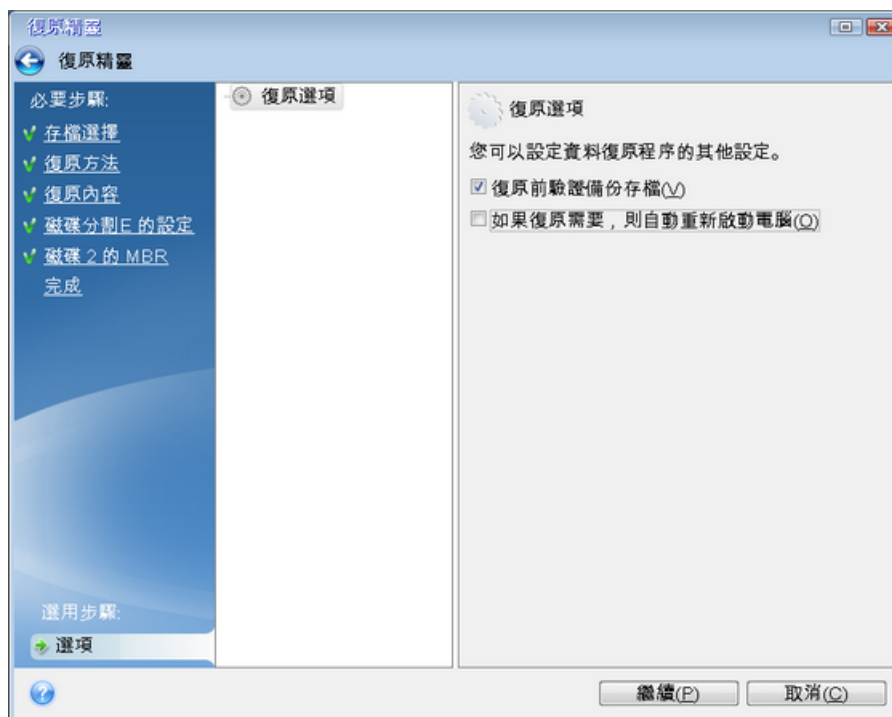 復原精靈
復原精靈
必要步驟:
存檔選擇
復原方法
復原內容
磁碟分割E 的設定
磁碟 2 的 MBR
完成
選用步驟:
選項
復原選項
復原選項
您可以設定資料復原程序的其他設定。
復原前驗證備份存檔(V)
如果復原需要，則自動重新啟動電腦(O)
繼續(P)
取消(C)